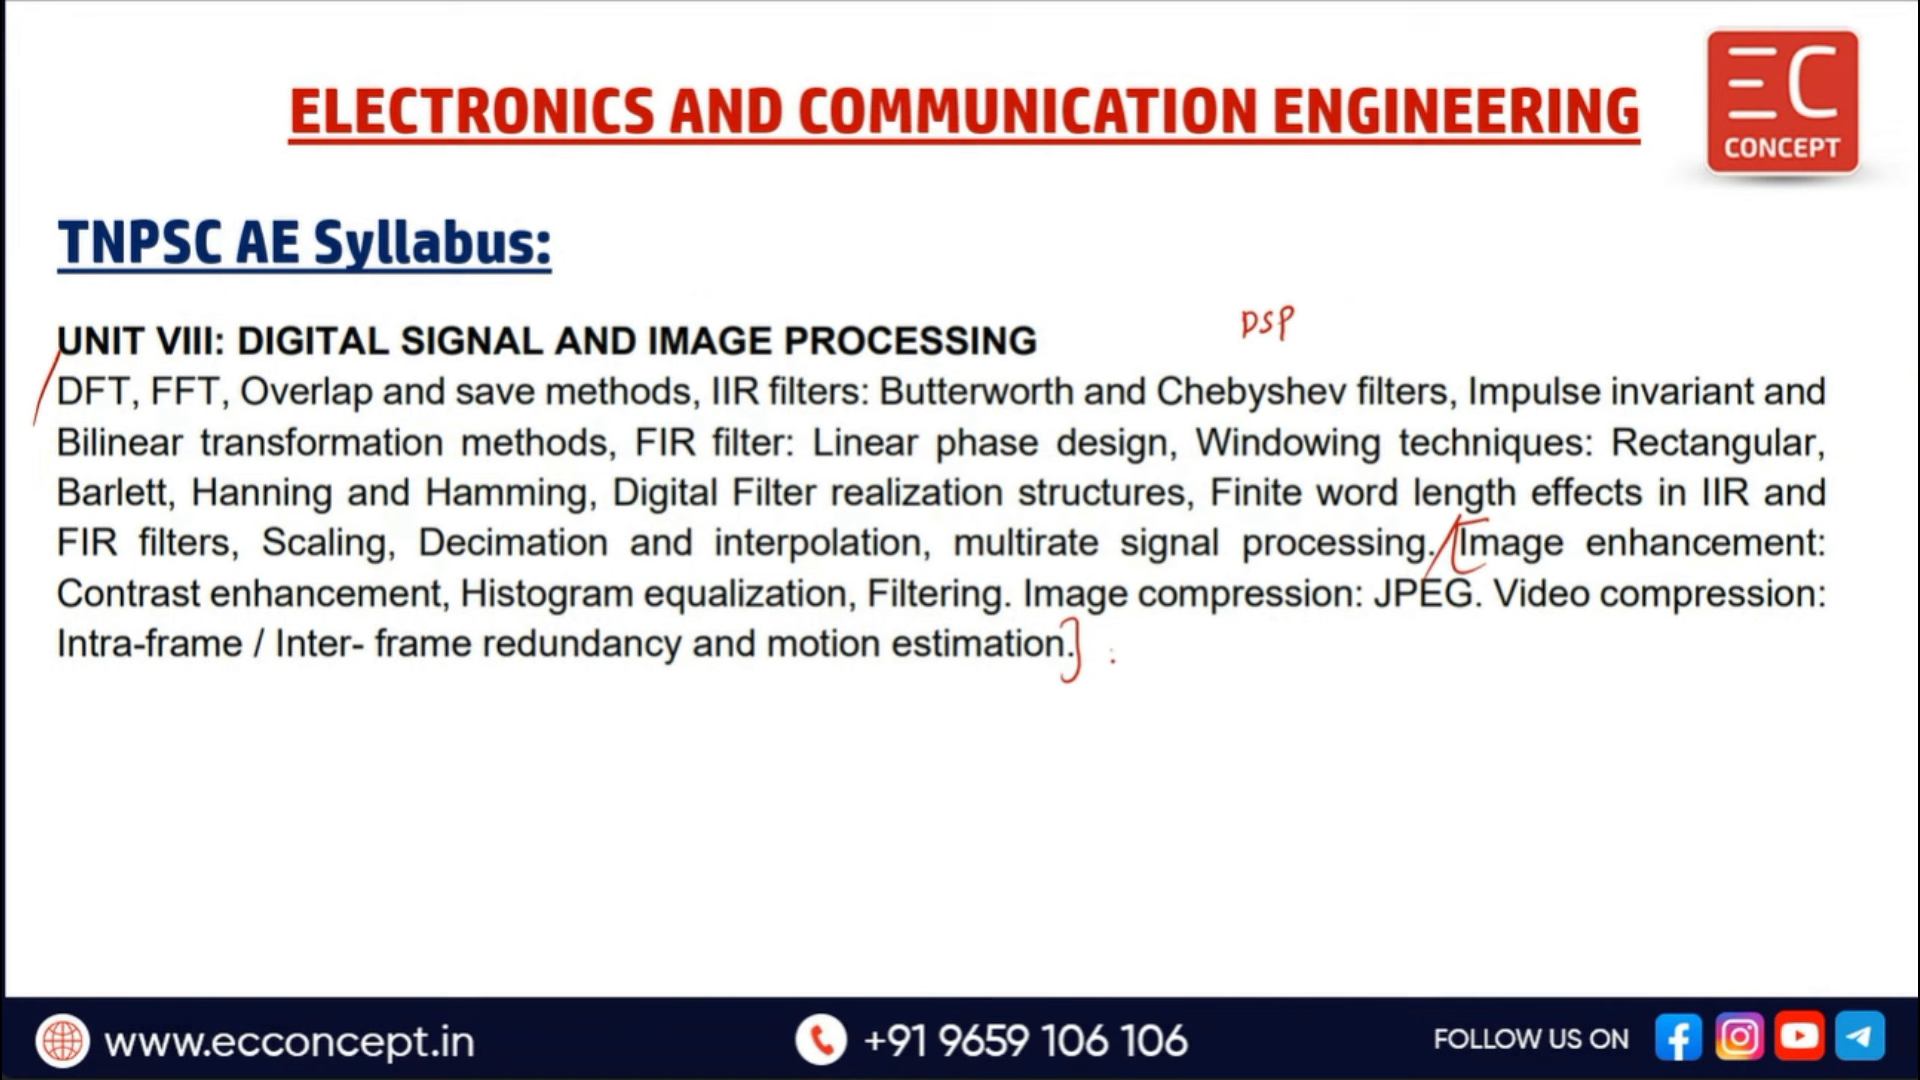 EC
CONCEPT
ELECTRONICS AND COMMUNICATION ENGINEERING
TNPSC AE Syllabus:
DSP
UNIT VIII: DIGITAL SIGNAL AND IMAGE PROCESSING
DFT, FFT, Overlap and save methods, IIR filters: Butterworth and Chebyshev filters, Impulse invariant and
Bilinear transformation methods, FIR filter: Linear phase design, Windowing techniques: Rectangular,
Barlett, Hanning and Hamming, Digital Filter realization structures, Finite word length effects in IIR and
FIR filters, Scaling, Decimation and interpolation, multirate signal processing. Image enhancement:
Contrast enhancement, Histogram equalization, Filtering. Image compression: JPEG. Video compression:
Intra-frame / Inter- frame redundancy and motion estimation.
www.ecconcept.in
+91 9659 106 106
FOLLOW US ON